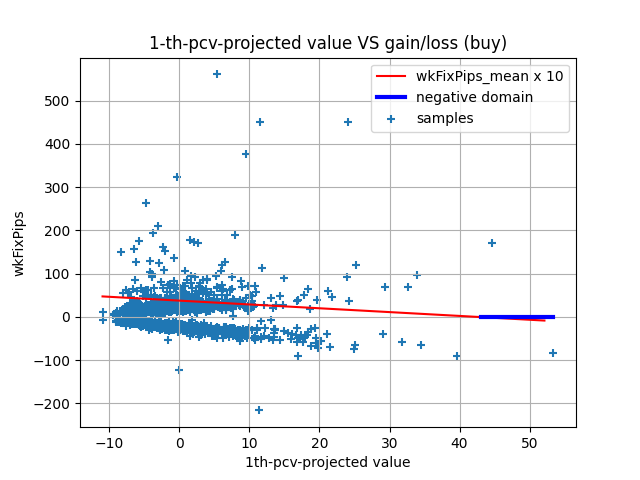 1-th-pcv-projected value VS gain/loss (buy)
wkFixPips_mean x 10
negative domain
samples
500
400
300
200
100
0
−100
−200
wkFixPips
−10
0
10
20
30
40
50
1th-pcv-projected value